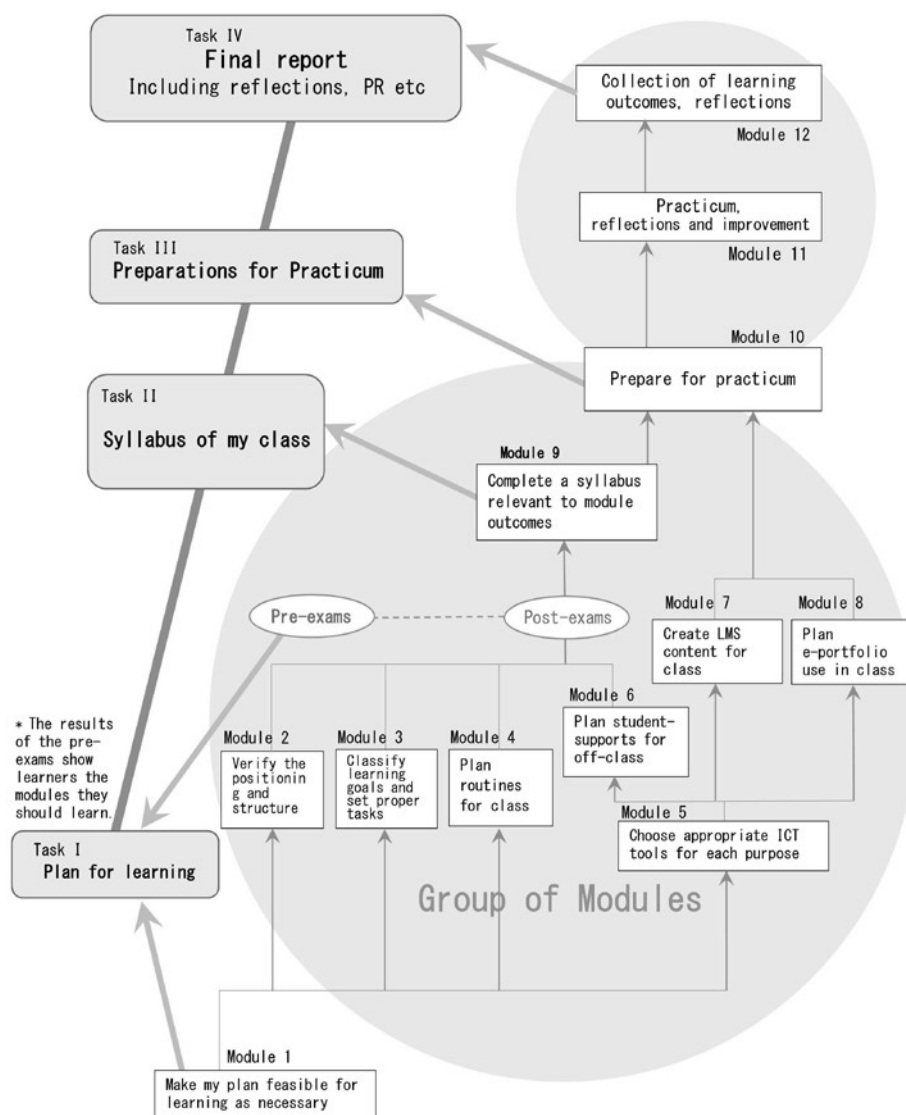 Task IV
Final report
Including reflections, PR etc
Collection of learning
outcomes, reflections
Module 12
Practicum,
reflections and improvement
Module 11
Task III
Preparations for Practicum
Module 10
Prepare for practicum
Task II
Syllabus of my class
Module 9
Complete a syllabus
relevant to module
outcomes
Pre-exams
Post-exams
Module 7
Create LMS
content for
class
Module 8
Plan
e-portfolio
use in class
Module 6
Plan student-
supports for
off-class
* The results
of the pre-
exams show
learners the
modules they
should learn.
Module 2
Verify the
positionin
g and
structure
Module 3
Classify
learning
goals and
set proper
tasks
Module 4
Plan
routines
for class
Module 5
Choose appropriate ICT
tools for each purpose
Task I
Plan for learning
Group of Modules
Module 1
Make my plan feasible for
learning as necessary